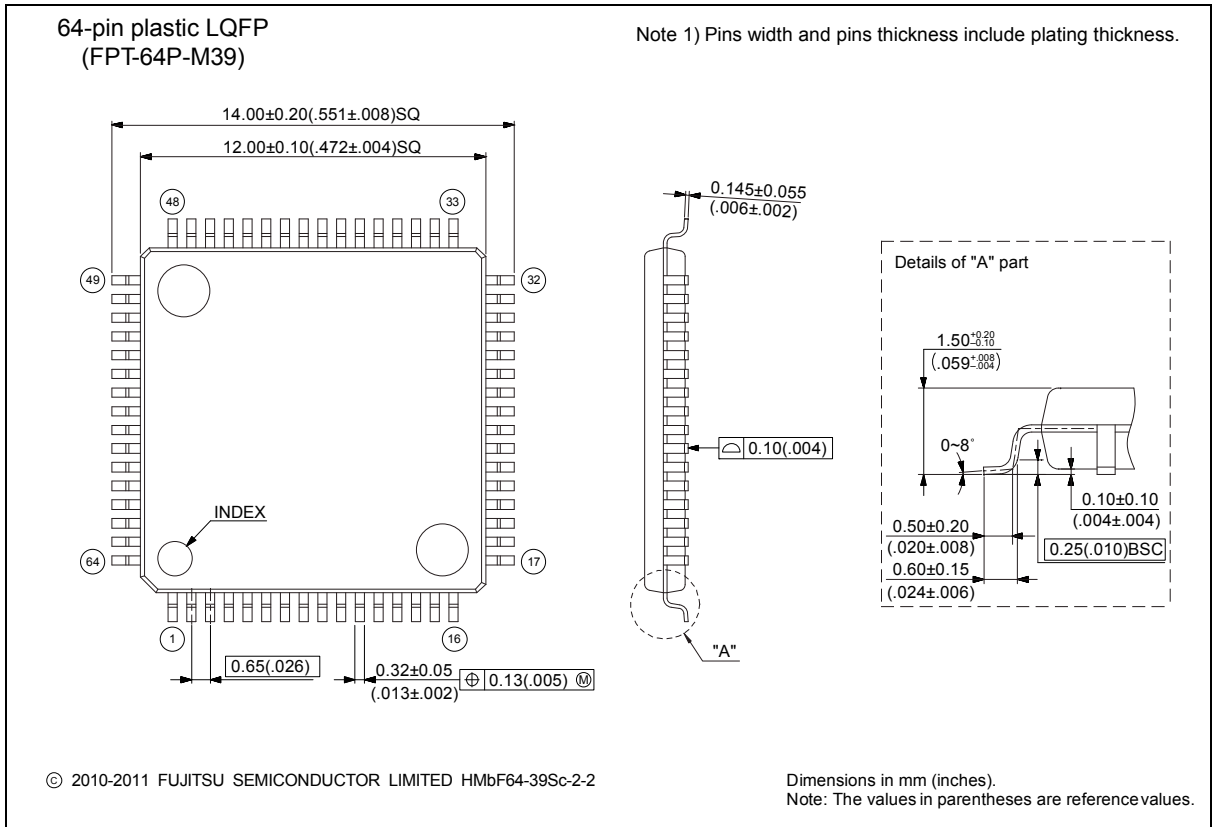 64-pin plastic LQFP
(FPT-64P-M39)
Note 1) Pins width and pins thickness include plating thickness.
14.00±0.20(.551±.008)SQ
12.00±0.10(.472±.004)SQ
48
33
49
32
INDEX
64
17
1
16
0.65(.026)
0.32±0.05
(.013±.002)
⌖ 0.13(.005) Ⓜ
0.145±0.055
(.006±.002)
⌓ 0.10(.004)
"A"
Details of "A" part
1.50+0.20
–0.10
(.059+.008
–.004)
0~8°
0.50±0.20
(.020±.008)
0.60±0.15
(.024±.006)
0.10±0.10
(.004±.004)
0.25(.010)BSC
© 2010-2011 FUJITSU SEMICONDUCTOR LIMITED HMbF64-39Sc-2-2
Dimensions in mm (inches).
Note: The values in parentheses are reference values.